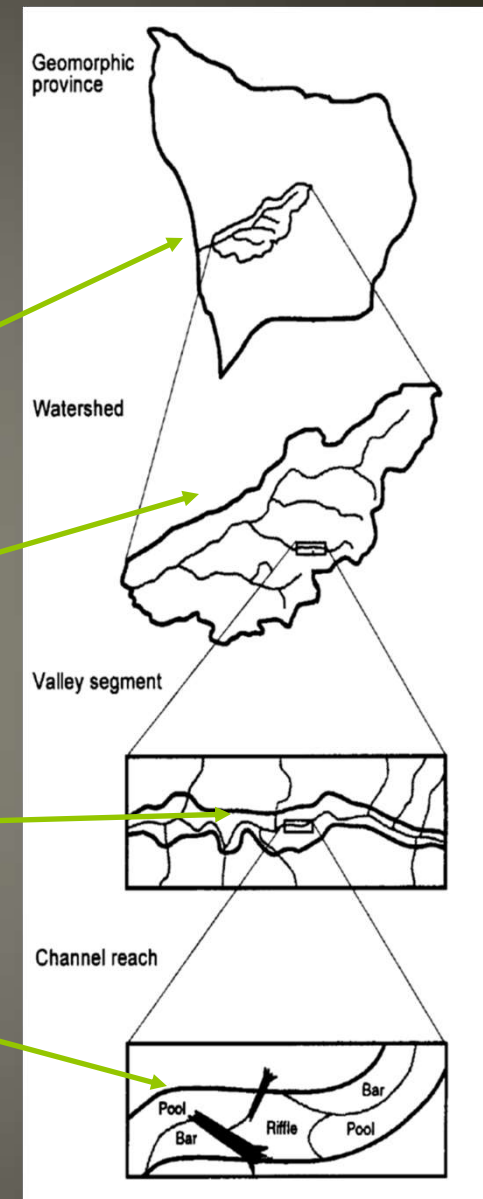 Geomorphic
province
Watershed
Valley segment
Channel reach
Pool
Bar
Riffle
Bar
Pool